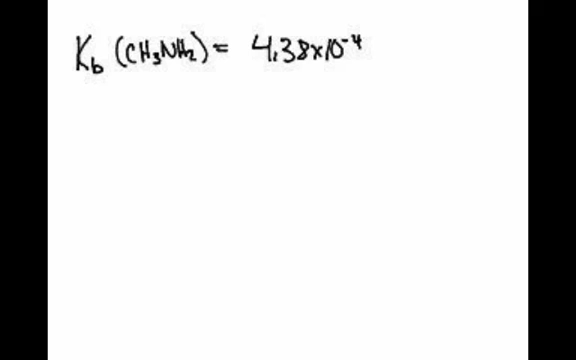 Kb (CH3NH2) = 4.38x10-4